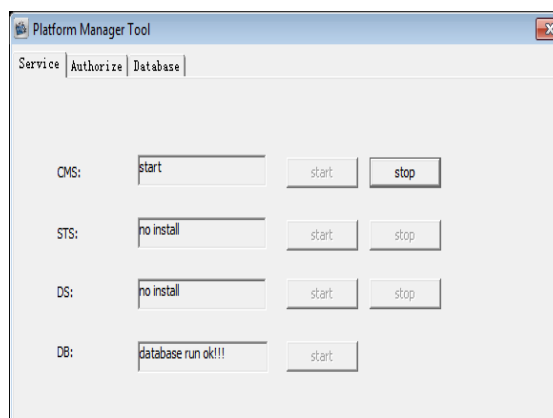 Platform Manager Tool
Service Authorize Database
CMS: start start stop
STS: no install start stop
DS: no install start stop
DB: database run ok!!! start